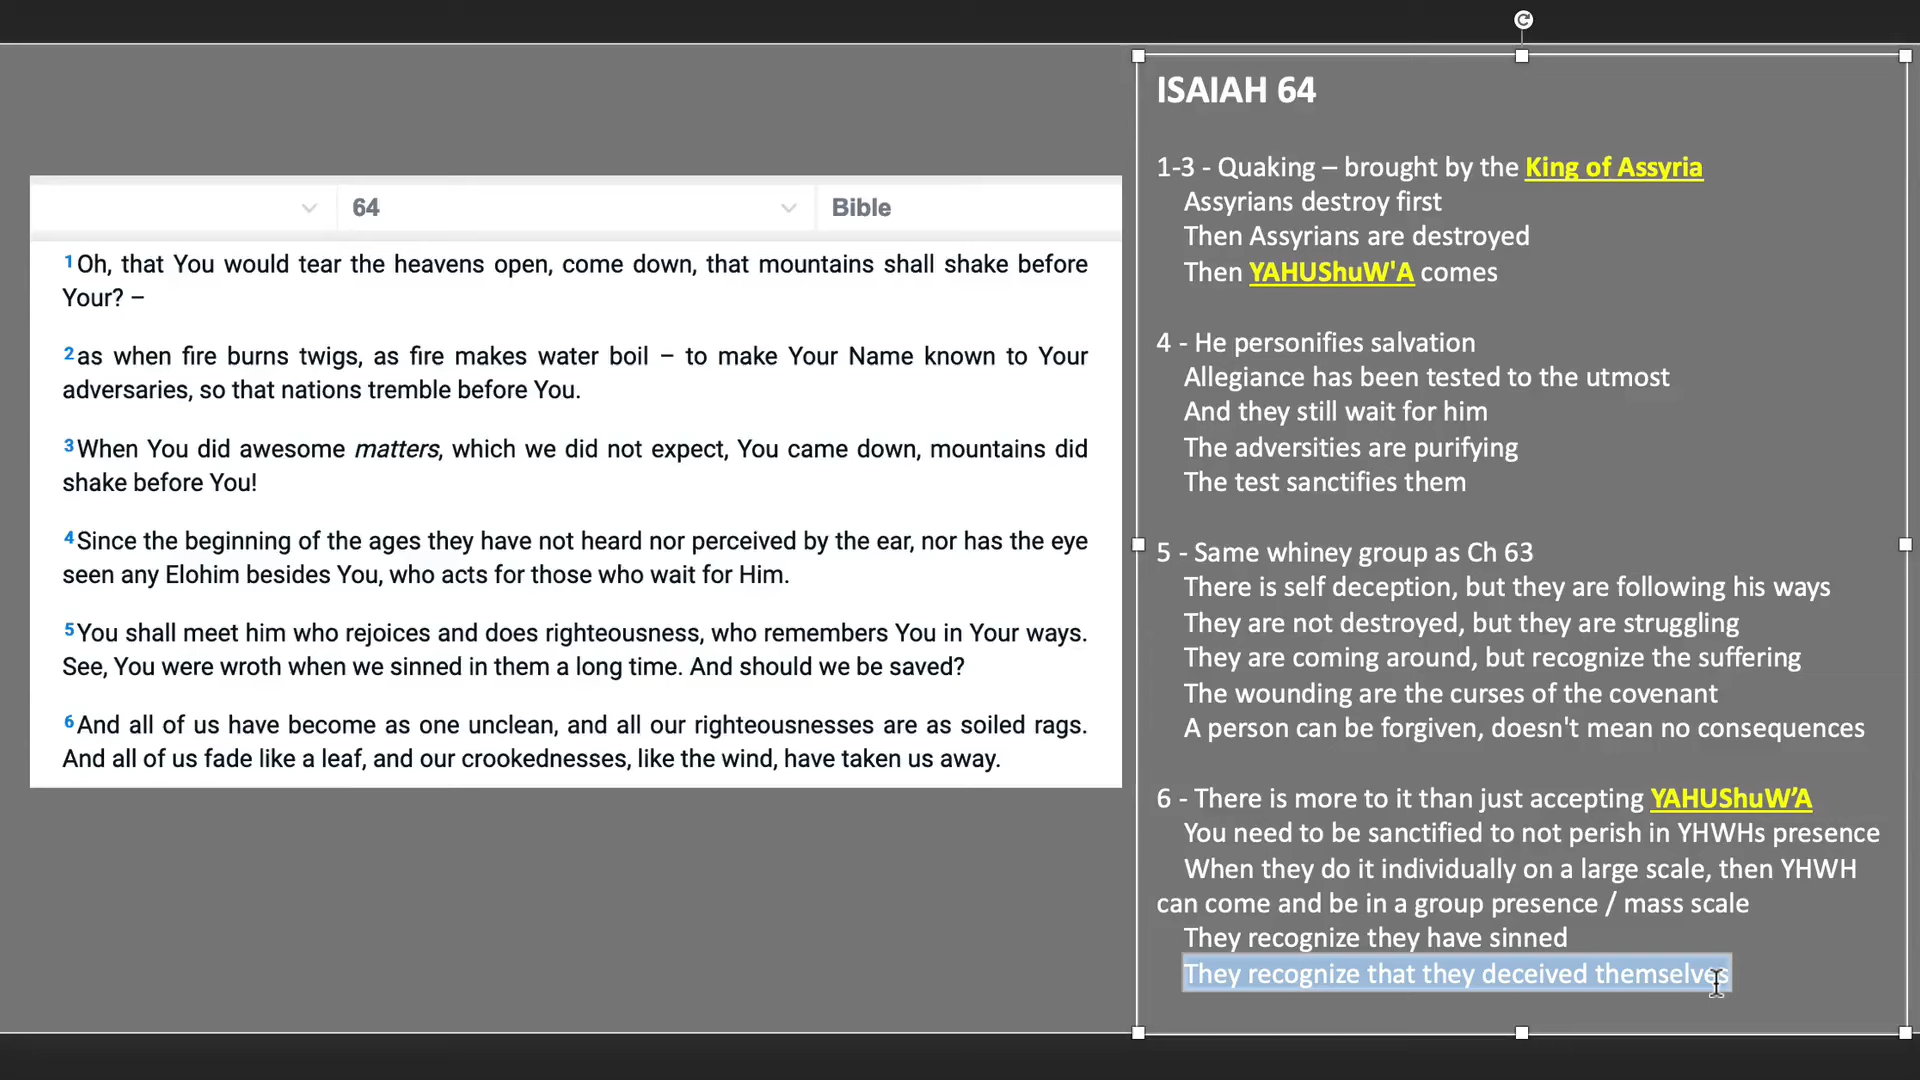 64
Bible
1Oh, that You would tear the heavens open, come down, that mountains shall shake before
Your? –
2as when fire burns twigs, as fire makes water boil – to make Your Name known to Your
adversaries, so that nations tremble before You.
3When You did awesome matters, which we did not expect, You came down, mountains did
shake before You!
4Since the beginning of the ages they have not heard nor perceived by the ear, nor has the eye
seen any Elohim besides You, who acts for those who wait for Him.
5You shall meet him who rejoices and does righteousness, who remembers You in Your ways.
See, You were wroth when we sinned in them a long time. And should we be saved?
6And all of us have become as one unclean, and all our righteousnesses are as soiled rags.
And all of us fade like a leaf, and our crookednesses, like the wind, have taken us away.
ISAIAH 64
1-3 - Quaking – brought by the King of Assyria
Assyrians destroy first
Then Assyrians are destroyed
Then YAHUShuW'A comes
4 - He personifies salvation
Allegiance has been tested to the utmost
And they still wait for him
The adversities are purifying
The test sanctifies them
5 - Same whiney group as Ch 63
There is self deception, but they are following his ways
They are not destroyed, but they are struggling
They are coming around, but recognize the suffering
The wounding are the curses of the covenant
A person can be forgiven, doesn't mean no consequences
6 - There is more to it than just accepting YAHUShuW’A
You need to be sanctified to not perish in YHWHs presence
When they do it individually on a large scale, then YHWH
can come and be in a group presence / mass scale
They recognize they have sinned
They recognize that they deceived themselves